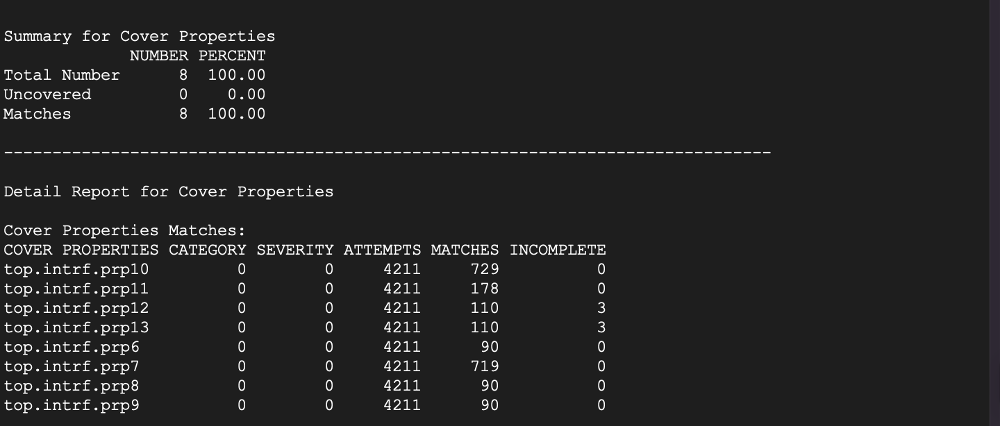 Summary for Cover Properties
             NUMBER PERCENT
Total Number      8  100.00
Uncovered         0    0.00
Matches           8  100.00
-------------------------------------------------------------------------------
Detail Report for Cover Properties
Cover Properties Matches:
COVER PROPERTIES CATEGORY SEVERITY ATTEMPTS MATCHES INCOMPLETE
top.intrf.prp10         0        0     4211     729          0
top.intrf.prp11         0        0     4211     178          0
top.intrf.prp12         0        0     4211     110          3
top.intrf.prp13         0        0     4211     110          3
top.intrf.prp6          0        0     4211      90          0
top.intrf.prp7          0        0     4211     719          0
top.intrf.prp8          0        0     4211      90          0
top.intrf.prp9          0        0     4211      90          0